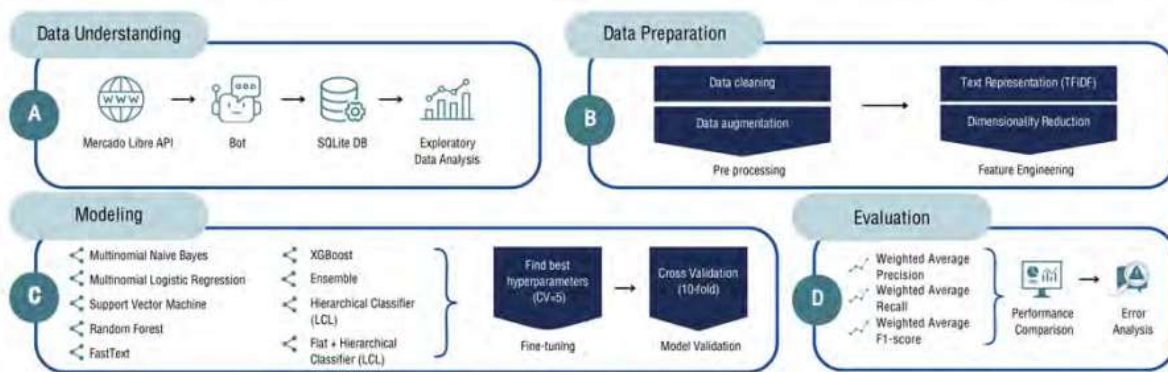 Data Understanding
A
WWW
Mercado Libre API
Bot
SQLite DB
Exploratory
Data Analysis
Data Preparation
B
Data cleaning
Data augmentation
Pre processing
Text Representation (TFIDF)
Dimensionality Reduction
Feature Engineering
Modeling
C
Multinomial Naive Bayes
Multinomial Logistic Regression
Support Vector Machine
Random Forest
FastText
XGBoost
Ensemble
Hierarchical Classifier
(LCL)
Flat + Hierarchical
Classifier (LCL)
Find best
hyperparameters
(CV=5)
Fine-tuning
Cross Validation
(10-fold)
Model Validation
Evaluation
D
Weighted Average
Precision
Weighted Average
Recall
Weighted Average
F1-score
Performance
Comparison
Error
Analysis